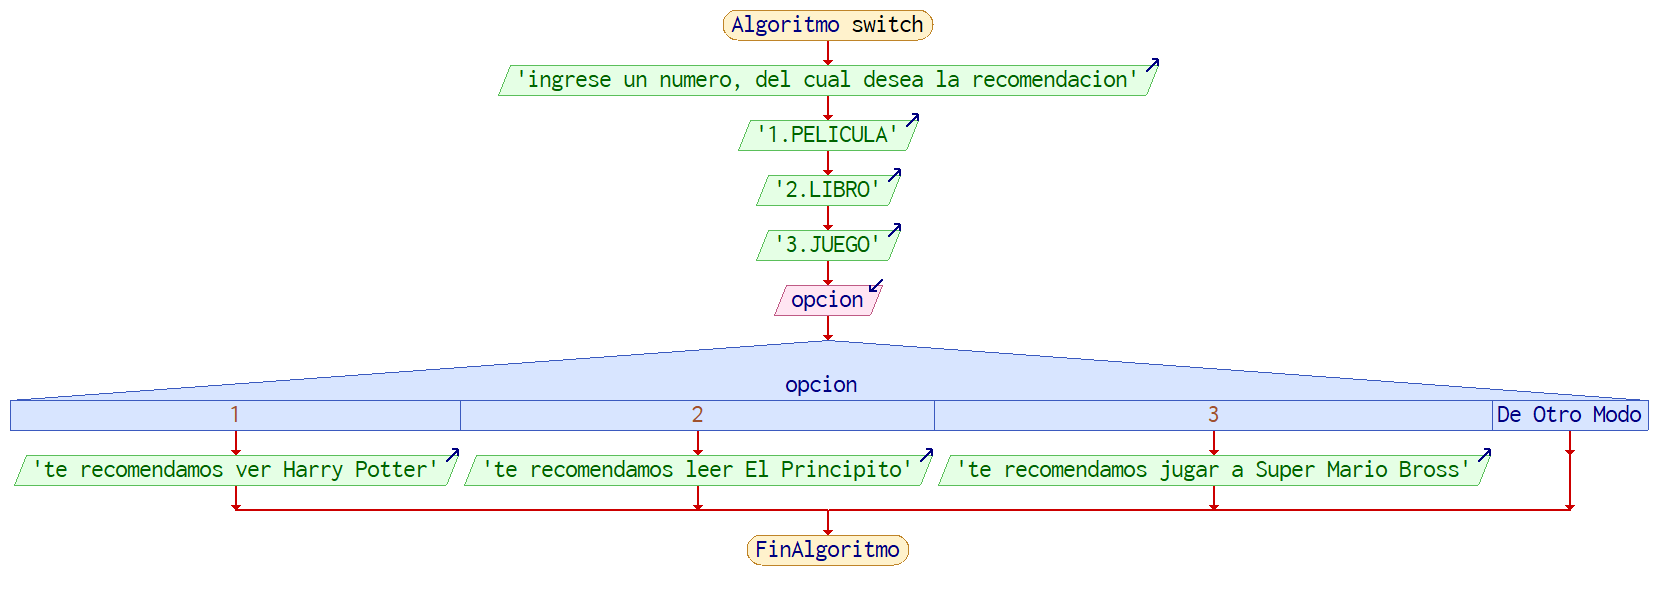 Algoritmo switch
'ingrese un numero, del cual desea la recomendacion'
'1.PELICULA'
'2.LIBRO'
'3.JUEGO'
opcion
opcion
1 2 3 De Otro Modo
'te recomendamos ver Harry Potter' 'te recomendamos leer El Principito' 'te recomendamos jugar a Super Mario Bross'
FinAlgoritmo